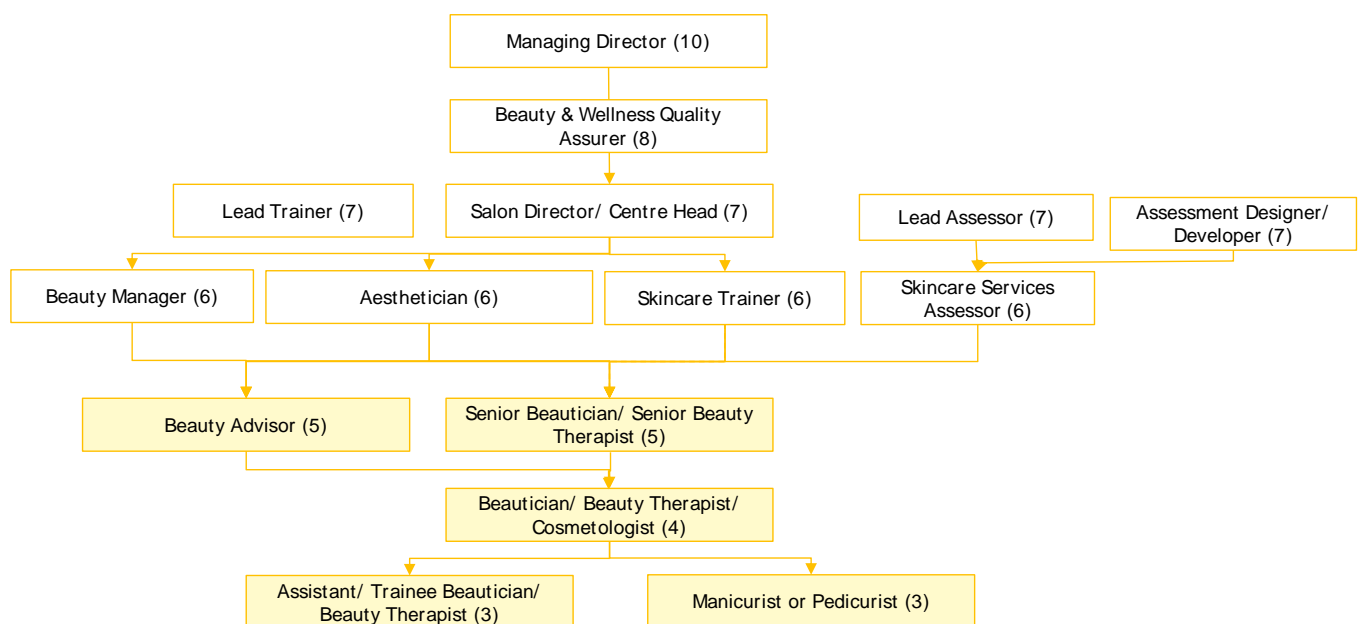 Managing Director (10)
Beauty & Wellness Quality
Assurer (8)
Lead Trainer (7)
Salon Director/ Centre Head (7)
Lead Assessor (7)
Assessment Designer/
Developer (7)
Beauty Manager (6)
Aesthetician (6)
Skincare Trainer (6)
Skincare Services
Assessor (6)
Beauty Advisor (5)
Senior Beautician/ Senior Beauty
Therapist (5)
Beautician/ Beauty Therapist/
Cosmetologist (4)
Assistant/ Trainee Beautician/
Beauty Therapist (3)
Manicurist or Pedicurist (3)